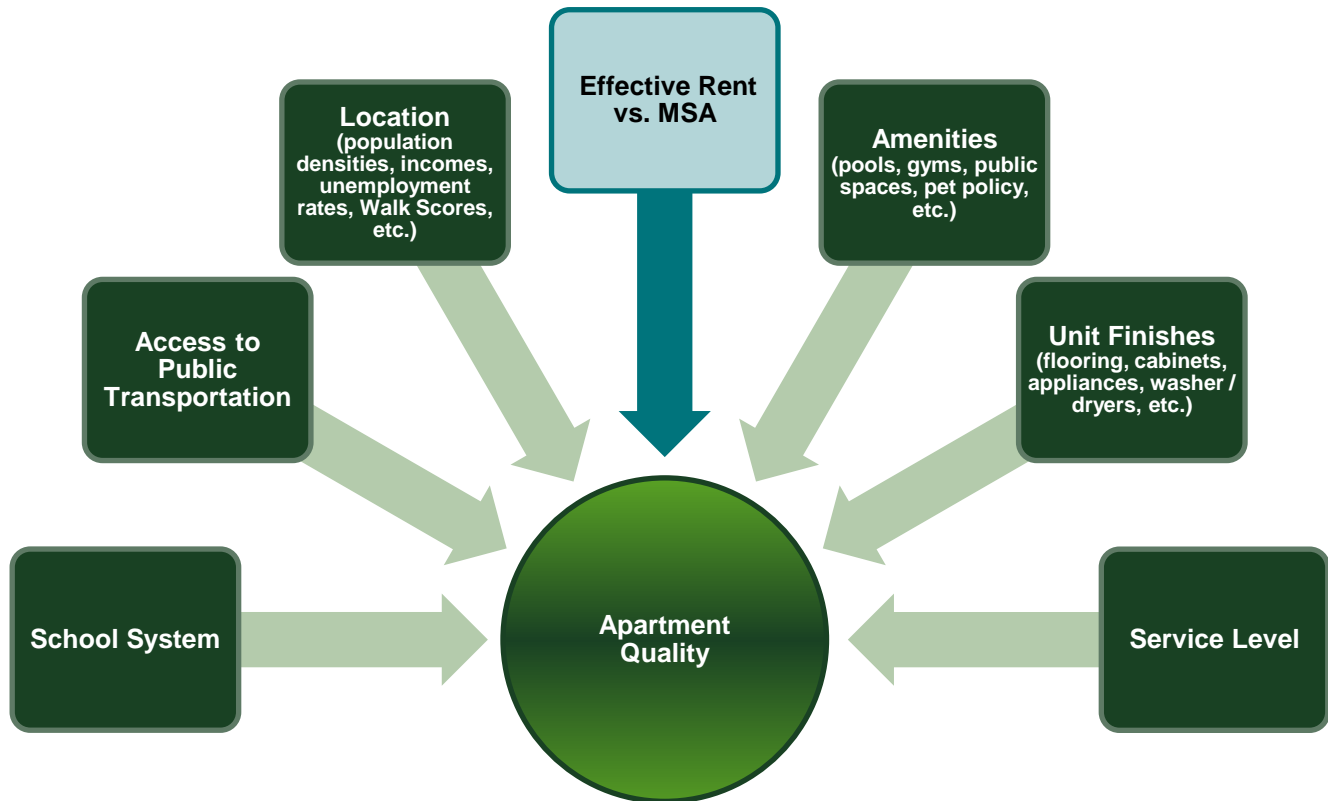 Effective Rent
vs. MSA
Location
(population
densities, incomes,
unemployment
rates, Walk Scores,
etc.)
Amenities
(pools, gyms, public
spaces, pet policy,
etc.)
Access to
Public
Transportation
Unit Finishes
(flooring, cabinets,
appliances, washer /
dryers, etc.)
School System
Apartment
Quality
Service Level